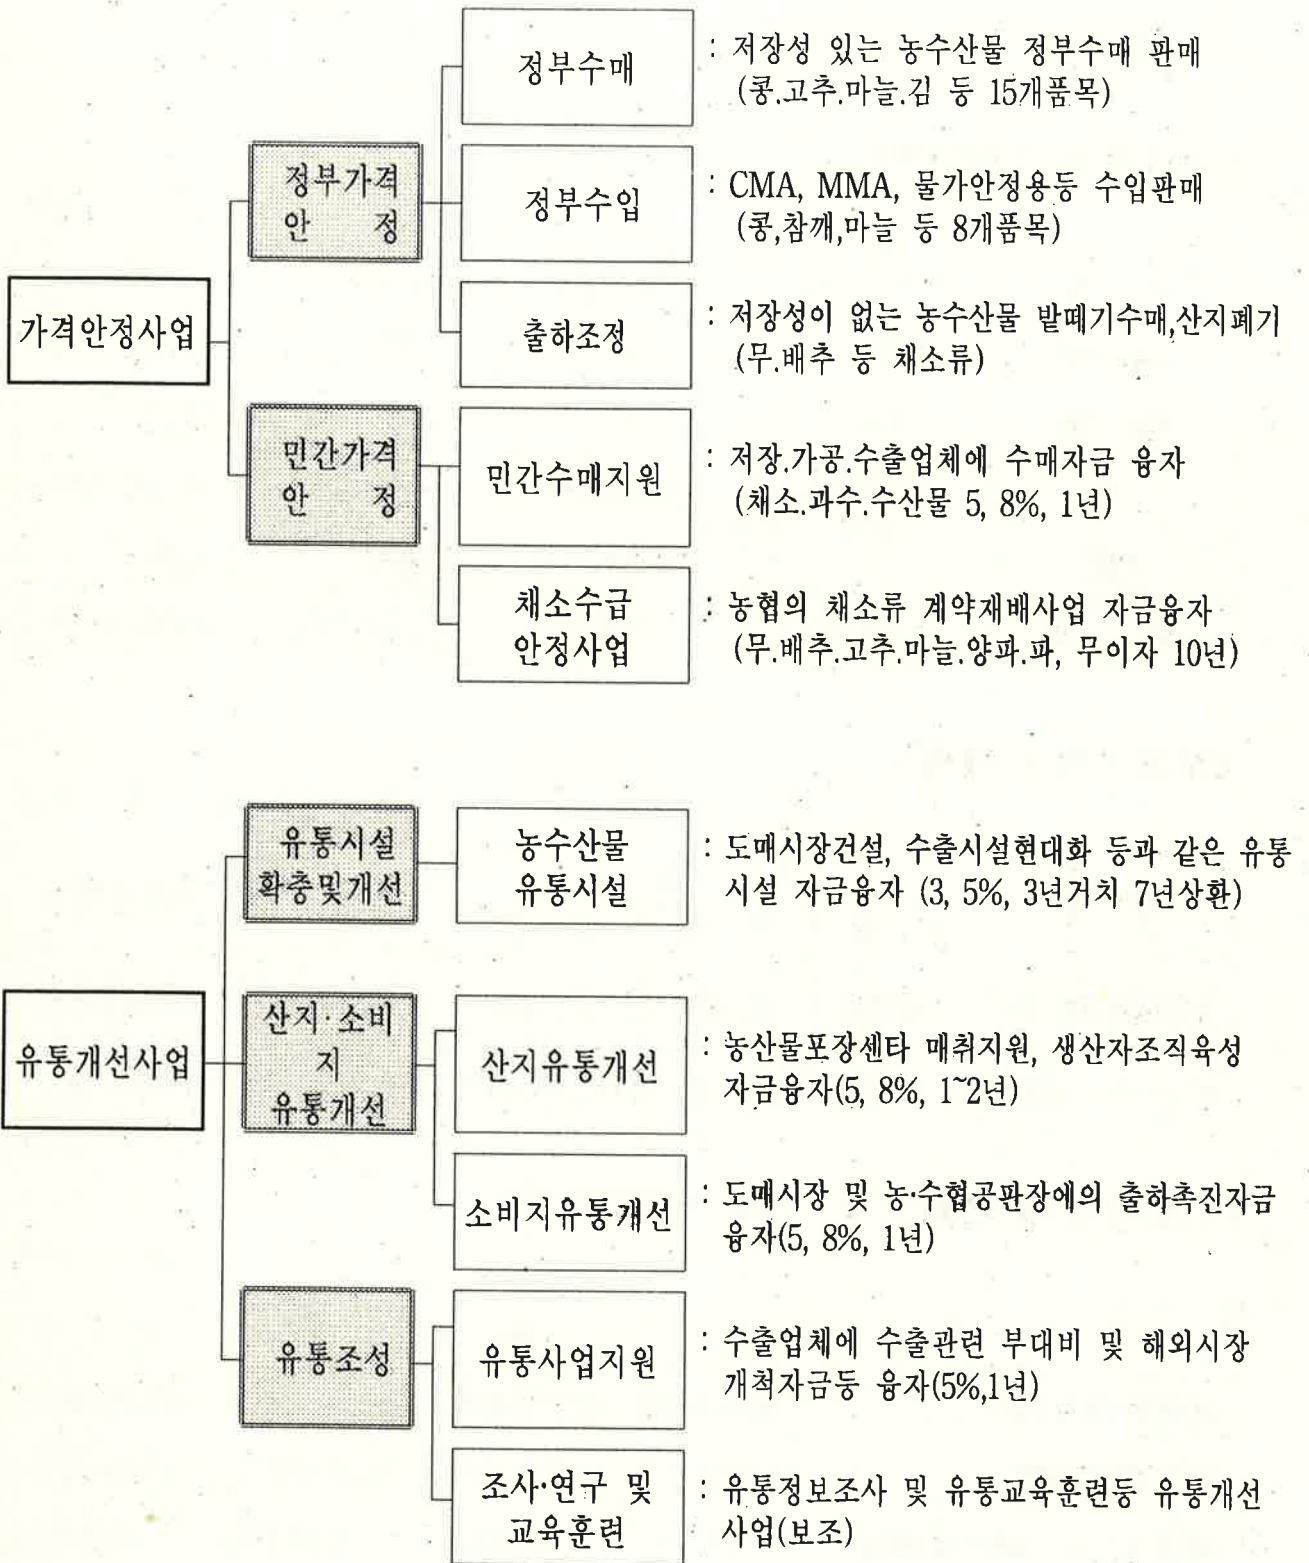 정부수매
: 저장성 있는 농수산물 정부수매 판매
(콩.고추.마늘.김 등 15개품목)
정부가격
안 정
정부수입
: CMA, MMA, 물가안정용등 수입판매
(콩,참깨,마늘 등 8개품목)
가격안정사업
출하조정
: 저장성이 없는 농수산물 밭떼기수매,산지폐기
(무.배추 등 채소류)
민간가격
안 정
민간수매지원
: 저장.가공.수출업체에 수매자금 융자
(채소.과수.수산물 5, 8%, 1년)
채소수급
안정사업
: 농협의 채소류 계약재배사업 자금융자
(무.배추.고추.마늘.양파.파, 무이자 10년)
유통시설
확충및개선
농수산물
유통시설
: 도매시장건설, 수출시설현대화 등과 같은 유통
시설 자금융자 (3, 5%, 3년거치 7년상환)
유통개선사업
산지·소비
지
유통개선
산지유통개선
: 농산물포장센타 매취지원, 생산자조직육성
자금융자(5, 8%, 1~2년)
소비지유통개선
: 도매시장 및 농·수협공판장에의 출하촉진자금
융자(5, 8%, 1년)
유통조성
유통사업지원
: 수출업체에 수출관련 부대비 및 해외시장
개척자금등 융자(5%,1년)
조사·연구 및
교육훈련
: 유통정보조사 및 유통교육훈련등 유통개선
사업(보조)